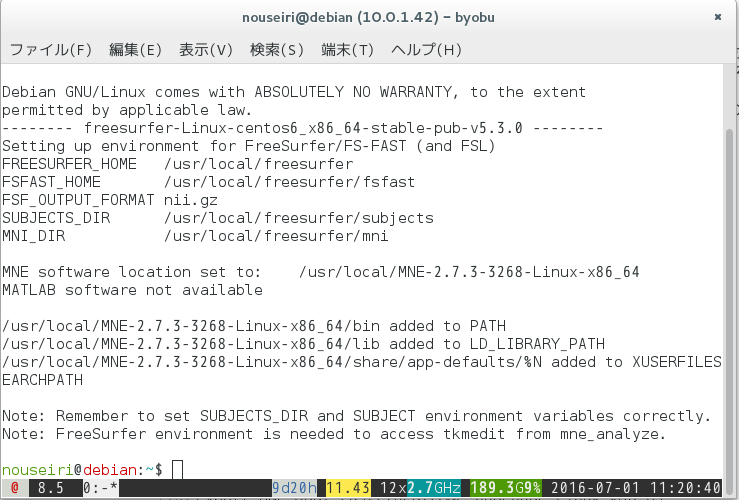 nouseiri@debian (10.0.1.42) – byobu
ファイル(F) 編集(E) 表示(V) 検索(S) 端末(T) ヘルプ(H)
Debian GNU/Linux comes with ABSOLUTELY NO WARRANTY, to the extent
permitted by applicable law.
-------- freesurfer-Linux-centos6_x86_64-stable-pub-v5.3.0 --------
Setting up environment for FreeSurfer/FS-FAST (and FSL)
FREESURFER_HOME   /usr/local/freesurfer
FSFAST_HOME       /usr/local/freesurfer/fsfast
FSF_OUTPUT_FORMAT nii.gz
SUBJECTS_DIR      /usr/local/freesurfer/subjects
MNI_DIR           /usr/local/freesurfer/mni
MNE software location set to:    /usr/local/MNE-2.7.3-3268-Linux-x86_64
MATLAB software not available
/usr/local/MNE-2.7.3-3268-Linux-x86_64/bin added to PATH
/usr/local/MNE-2.7.3-3268-Linux-x86_64/lib added to LD_LIBRARY_PATH
/usr/local/MNE-2.7.3-3268-Linux-x86_64/share/app-defaults/%N added to XUSERFILES
EARCHPATH
Note: Remember to set SUBJECTS_DIR and SUBJECT environment variables correctly.
Note: FreeSurfer environment is needed to access tkmedit from mne_analyze.
nouseiri@debian:~$
@ 8.5 0:-* 9d20h 11.43 12x2.7GHz 189.3G9% 2016-07-01 11:20:40